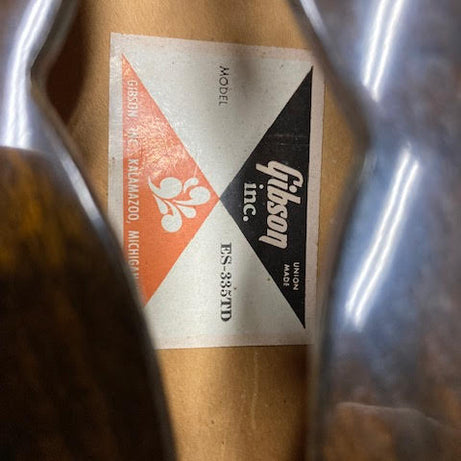 MODEL
ES-335TD
Gibson
inc.
UNION
MADE
GIBSON, INC., KALAMAZOO, MICHIGAN